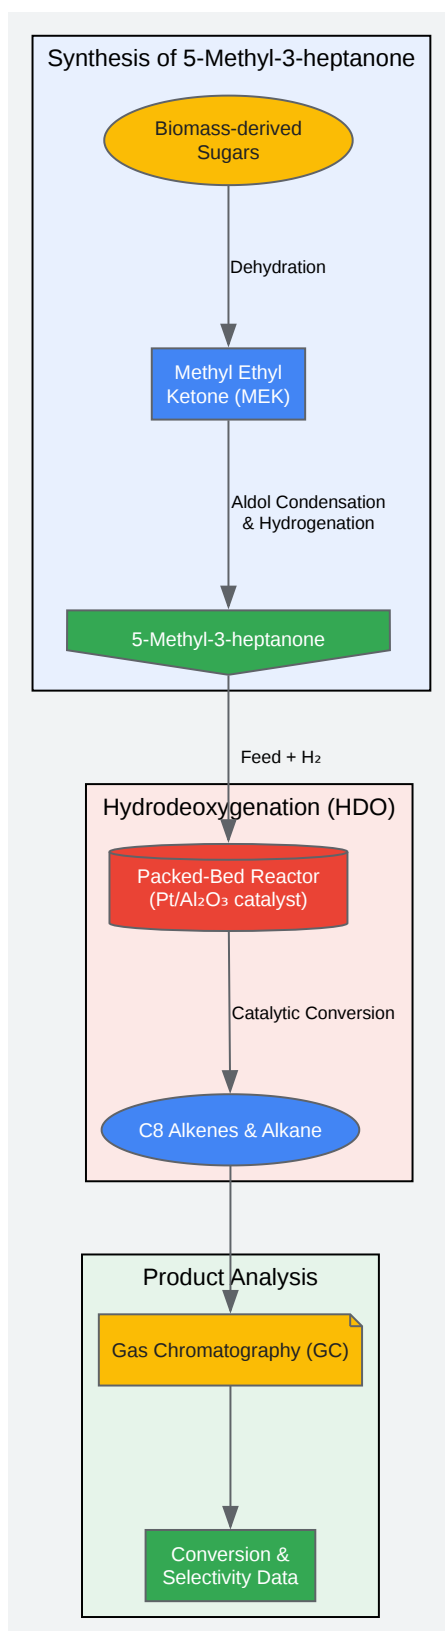 Synthesis of 5-Methyl-3-heptanone
Biomass-derived
Sugars
Dehydration
Methyl Ethyl
Ketone (MEK)
Aldol Condensation
& Hydrogenation
5-Methyl-3-heptanone
Feed + H₂
Hydrodeoxygenation (HDO)
Packed-Bed Reactor
(Pt/Al₂O₃ catalyst)
Catalytic Conversion
C8 Alkenes & Alkane
Product Analysis
Gas Chromatography (GC)
Conversion &
Selectivity Data